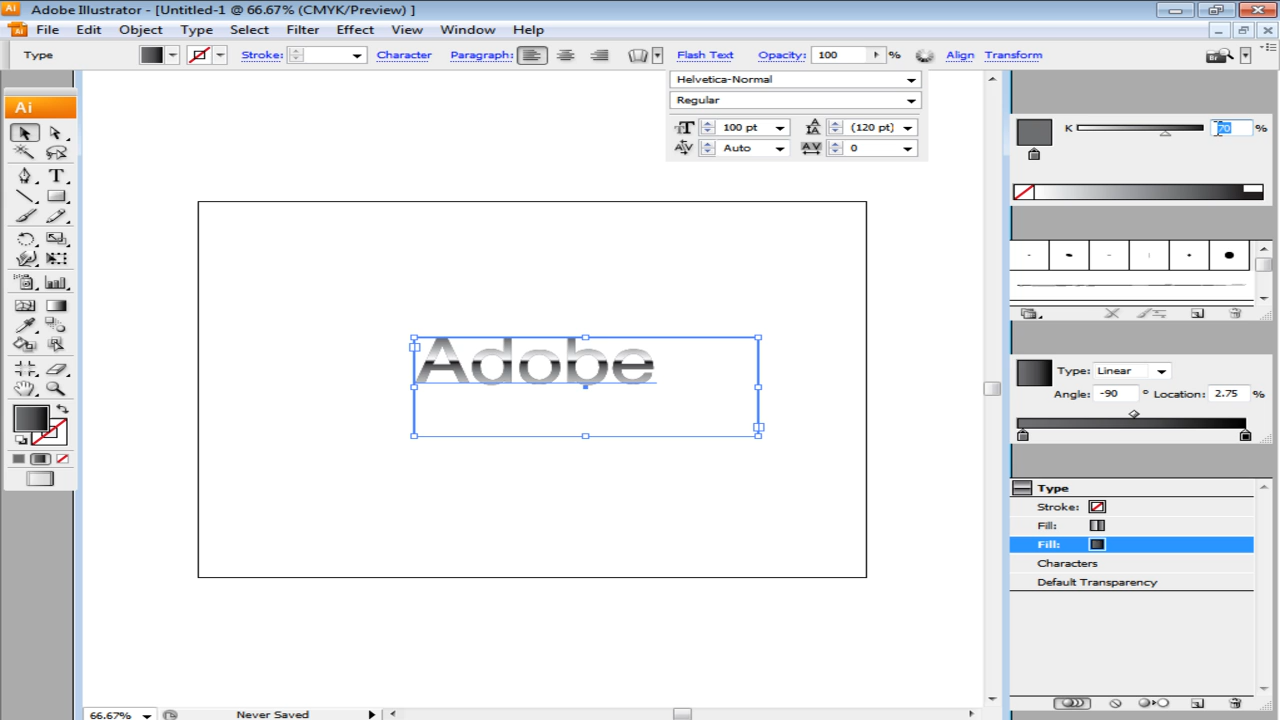 Ai Adobe Illustrator - [Untitled-1 @ 66.67% (CMYK/Preview) ]
File Edit Object Type Select Filter Effect View Window Help
Type Stroke: Character Paragraph: Flash Text Opacity: 100 % Align Transform Br
Helvetica-Normal
Regular
100 pt (120 pt)
Auto 0
Ai
K 70 %
Adobe
Type: Linear
Angle: -90 ° Location: 2.75 %
Type
Stroke:
Fill:
Fill:
Characters
Default Transparency
66.67% Never Saved